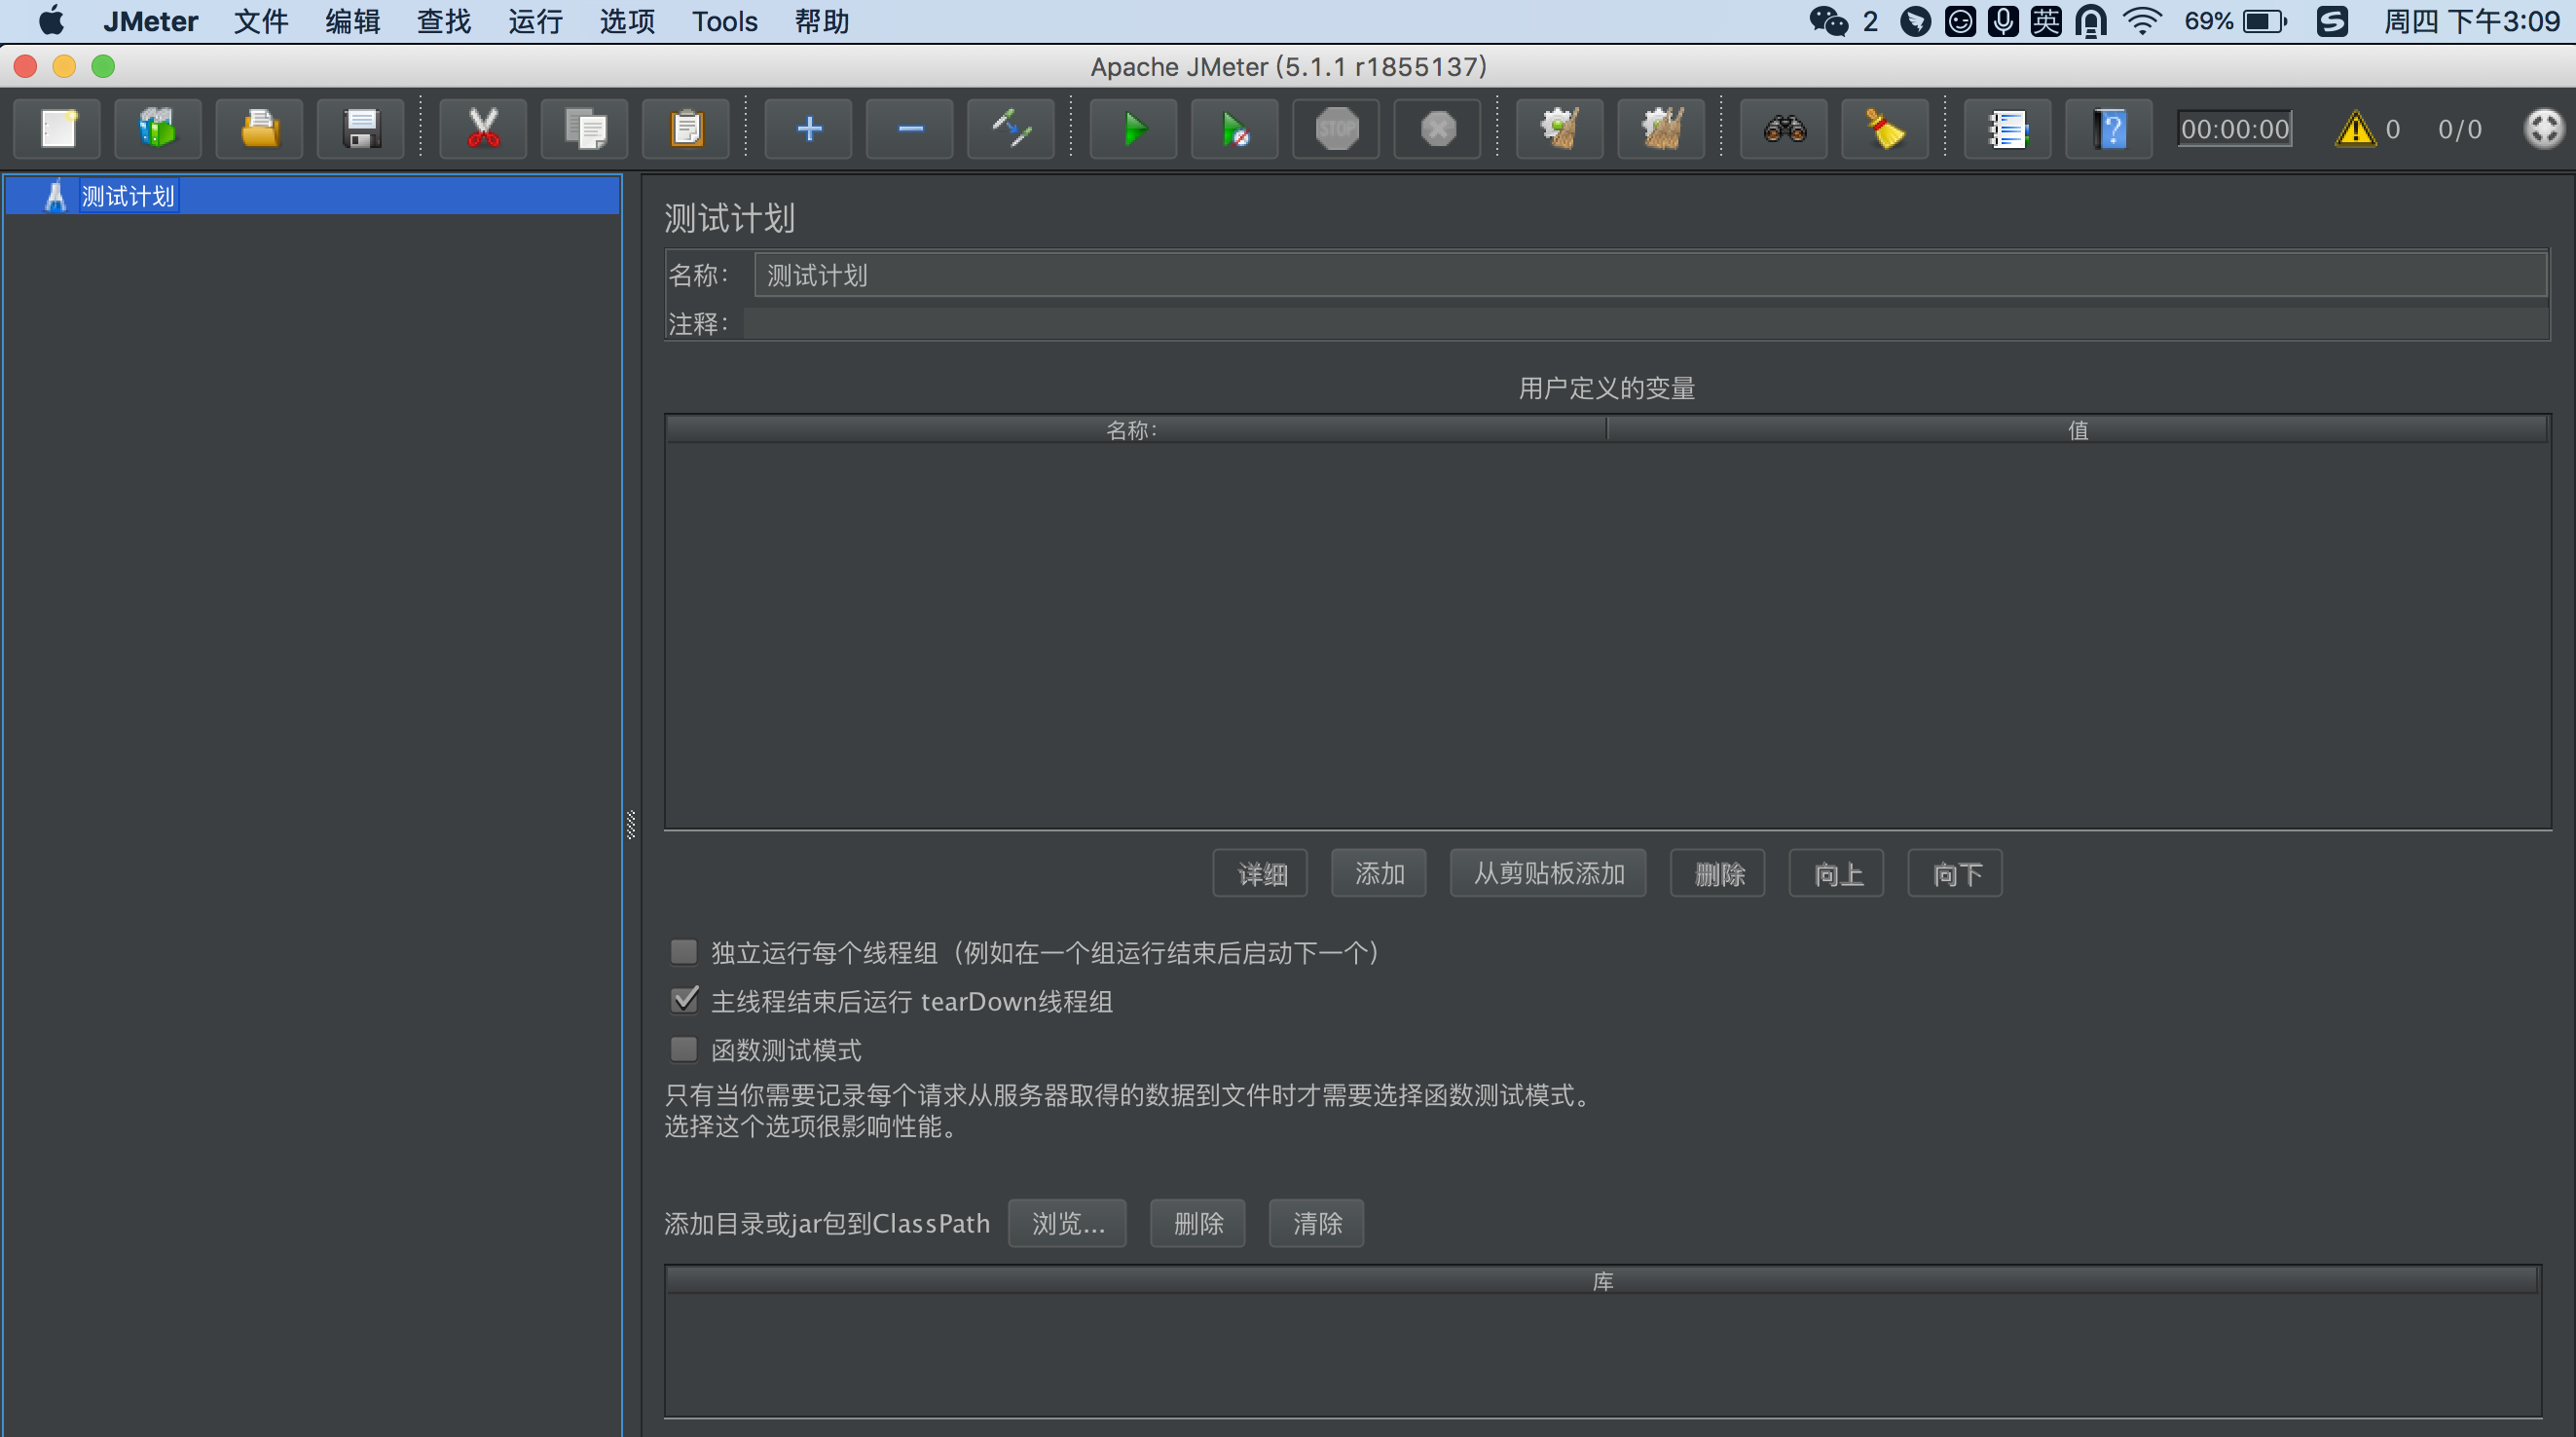 JMeter 文件 编辑 查找 运行 选项 Tools 帮助 2 英 69% 周四 下午3:09
Apache JMeter (5.1.1 r1855137)
STOP 00:00:00 0 0/0
测试计划
测试计划
名称： 测试计划
注释：
用户定义的变量
名称： 值
详细 添加 从剪贴板添加 删除 向上 向下
独立运行每个线程组（例如在一个组运行结束后启动下一个）
主线程结束后运行 tearDown线程组
函数测试模式
只有当你需要记录每个请求从服务器取得的数据到文件时才需要选择函数测试模式。
选择这个选项很影响性能。
添加目录或jar包到ClassPath 浏览... 删除 清除
库